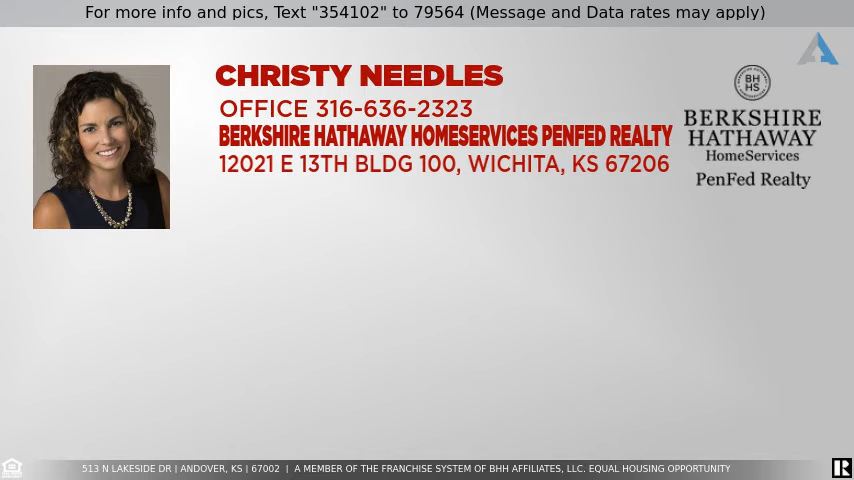 For more info and pics, Text "354102" to 79564 (Message and Data rates may apply)
CHRISTY NEEDLES
OFFICE 316-636-2323
BERKSHIRE HATHAWAY HOMESERVICES PENFED REALTY
12021 E 13TH BLDG 100, WICHITA, KS 67206
BH
HS
BERKSHIRE
HATHAWAY
HomeServices
PenFed Realty
513 N LAKESIDE DR | ANDOVER, KS | 67002 | A MEMBER OF THE FRANCHISE SYSTEM OF BHH AFFILIATES, LLC. EQUAL HOUSING OPPORTUNITY